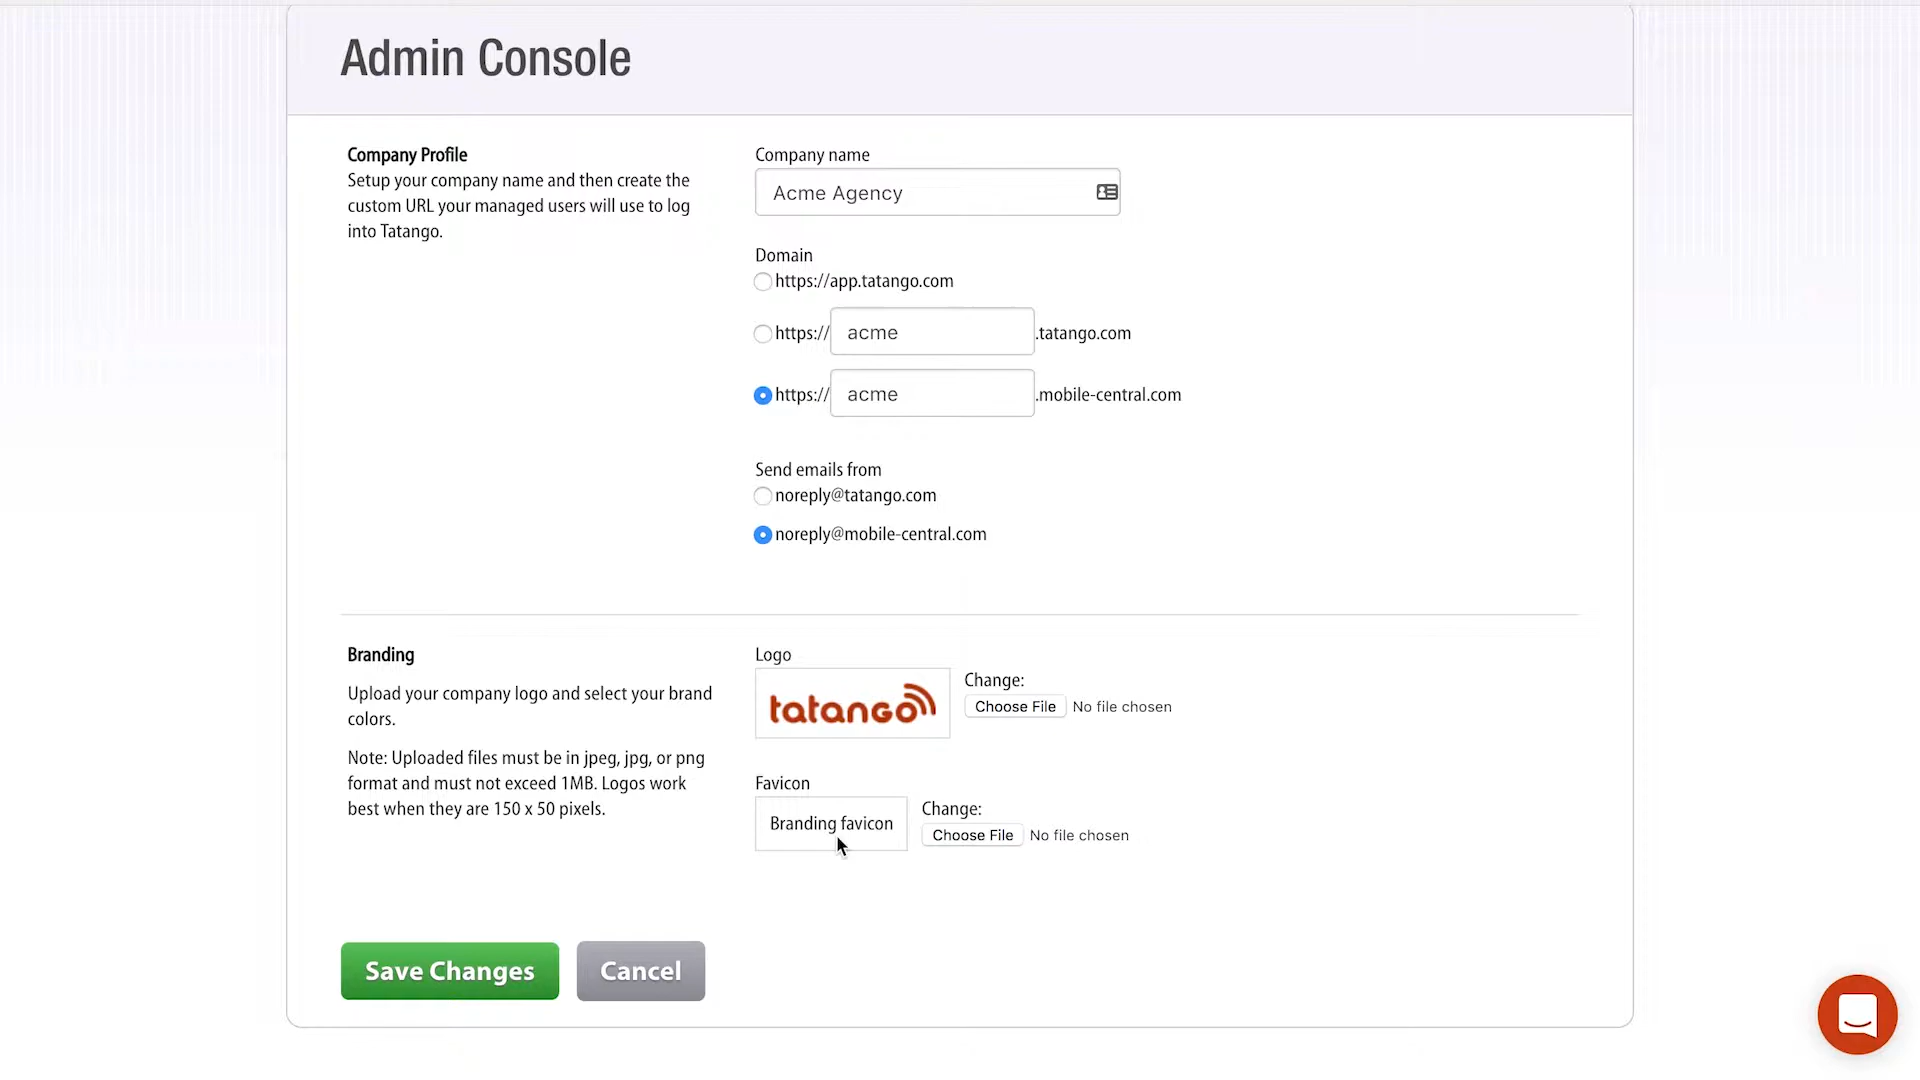 Admin Console
Company Profile
Setup your company name and then create the
custom URL your managed users will use to log
into Tatango.
Company name
Acme Agency
Domain
https://app.tatango.com
https:// acme .tatango.com
https:// acme .mobile-central.com
Send emails from
noreply@tatango.com
noreply@mobile-central.com
Branding
Upload your company logo and select your brand
colors.
Note: Uploaded files must be in jpeg, jpg, or png
format and must not exceed 1MB. Logos work
best when they are 150 x 50 pixels.
Logo
tatango
Change:
Choose File No file chosen
Favicon
Branding favicon
Change:
Choose File No file chosen
Save Changes
Cancel